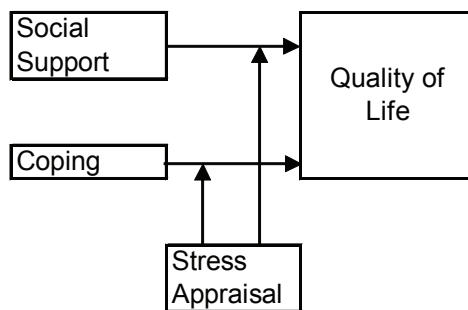 Social
Support
Quality of
Life
Coping
Stress
Appraisal